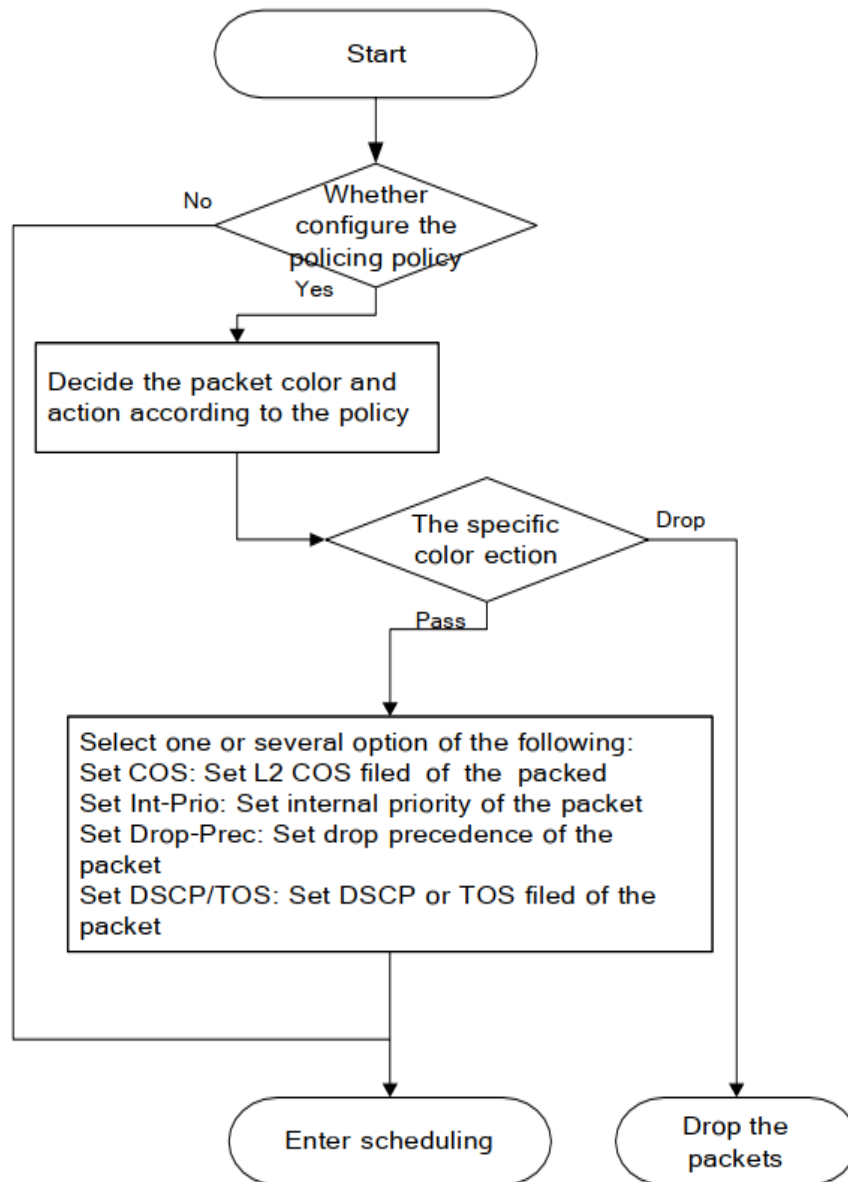 Start
No
Whether
configure the
policing policy
Yes
Decide the packet color and
action according to the policy
The specific
color ection
Drop
Pass
Select one or several option of the following:
Set COS: Set L2 COS filed of the packed
Set Int-Prio: Set internal priority of the packet
Set Drop-Prec: Set drop precedence of the
packet
Set DSCP/TOS: Set DSCP or TOS filed of the
packet
Enter scheduling
Drop the
packets